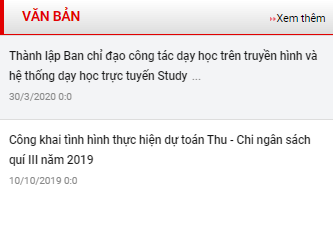 VĂN BẢN
Xem thêm
Thành lập Ban chỉ đạo công tác dạy học trên truyền hình và
hệ thống dạy học trực tuyến Study ...
30/3/2020 0:0
Công khai tình hình thực hiện dự toán Thu - Chi ngân sách
quí III năm 2019
10/10/2019 0:0